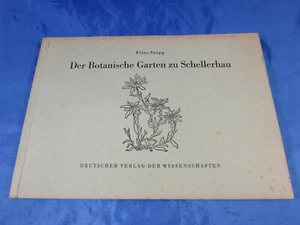 Fritz Stopp
Der Botanische Garten zu Schellerhau
DEUTSCHER VERLAG DER WISSENSCHAFTEN